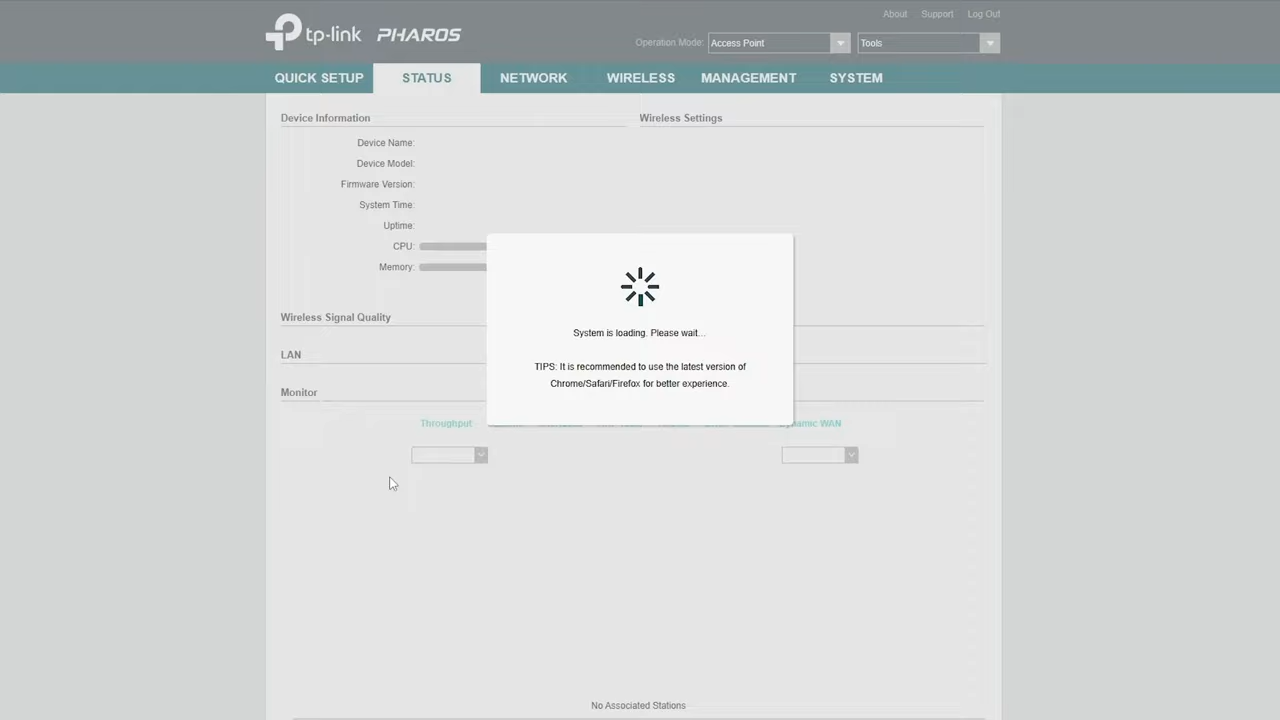 About Support Log Out
tp-link PHAROS
Operation Mode: Access Point Tools
QUICK SETUP STATUS NETWORK WIRELESS MANAGEMENT SYSTEM
Device Information Wireless Settings
Device Name:
Device Model:
Firmware Version:
System Time:
Uptime:
CPU:
Memory:
System is loading. Please wait...
TIPS: It is recommended to use the latest version of
Chrome/Safari/Firefox for better experience.
Wireless Signal Quality
LAN
Monitor
Throughput WAN
No Associated Stations